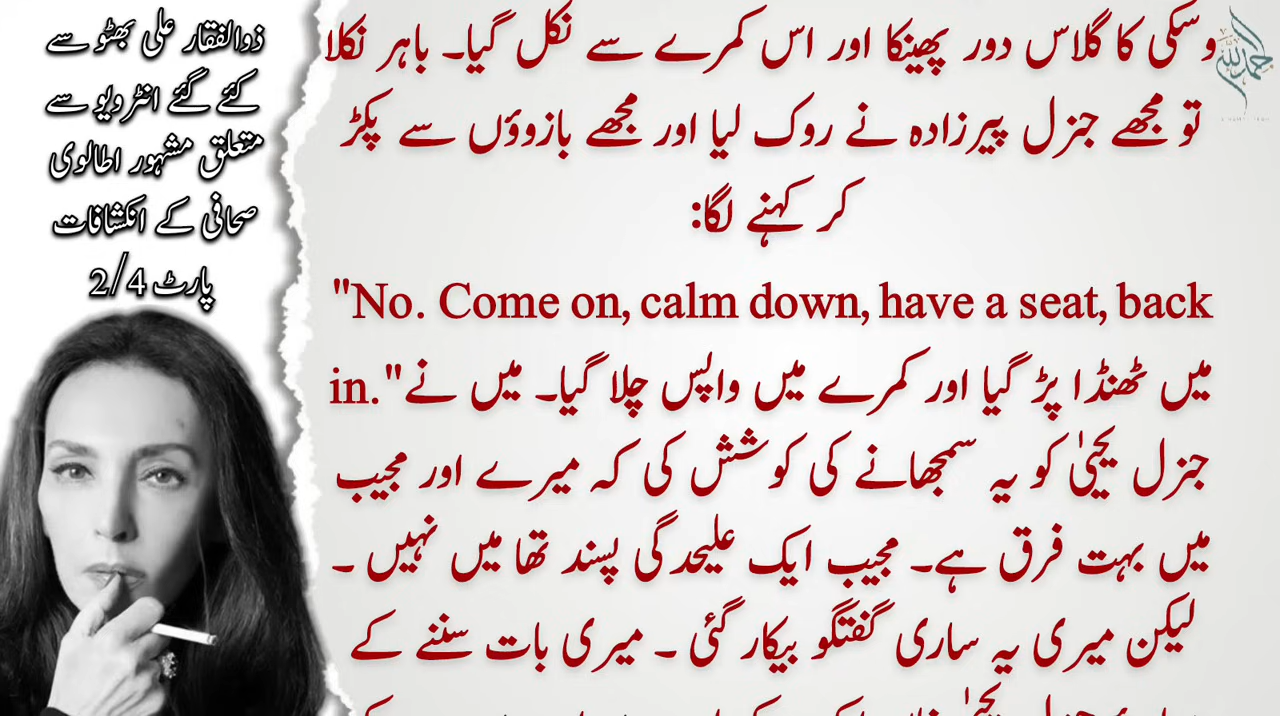 ذوالفقار علی بھٹو سے
کئے گئے انٹرویو سے
متعلق مشہور اطالوی
صحافی کے انکشافات
پارٹ 2/4
وسکی کا گلاس دور پھینکا اور اس کمرے سے نکل گیا۔ باہر نکلا
تو مجھے جنرل پیرزادہ نے روک لیا اور مجھے بازوؤں سے پکڑ
کر کہنے لگا:
"No. Come on, calm down, have a seat, back
in." میں ٹھنڈا پڑ گیا اور کمرے میں واپس چلا گیا۔ میں نے
جنرل یحییٰ کو یہ سمجھانے کی کوشش کی کہ میرے اور مجیب
میں بہت فرق ہے۔ مجیب ایک علیحدگی پسند تھا میں نہیں ۔
لیکن میری یہ ساری گفتگو بیکار گئی ۔ میری بات سننے کے